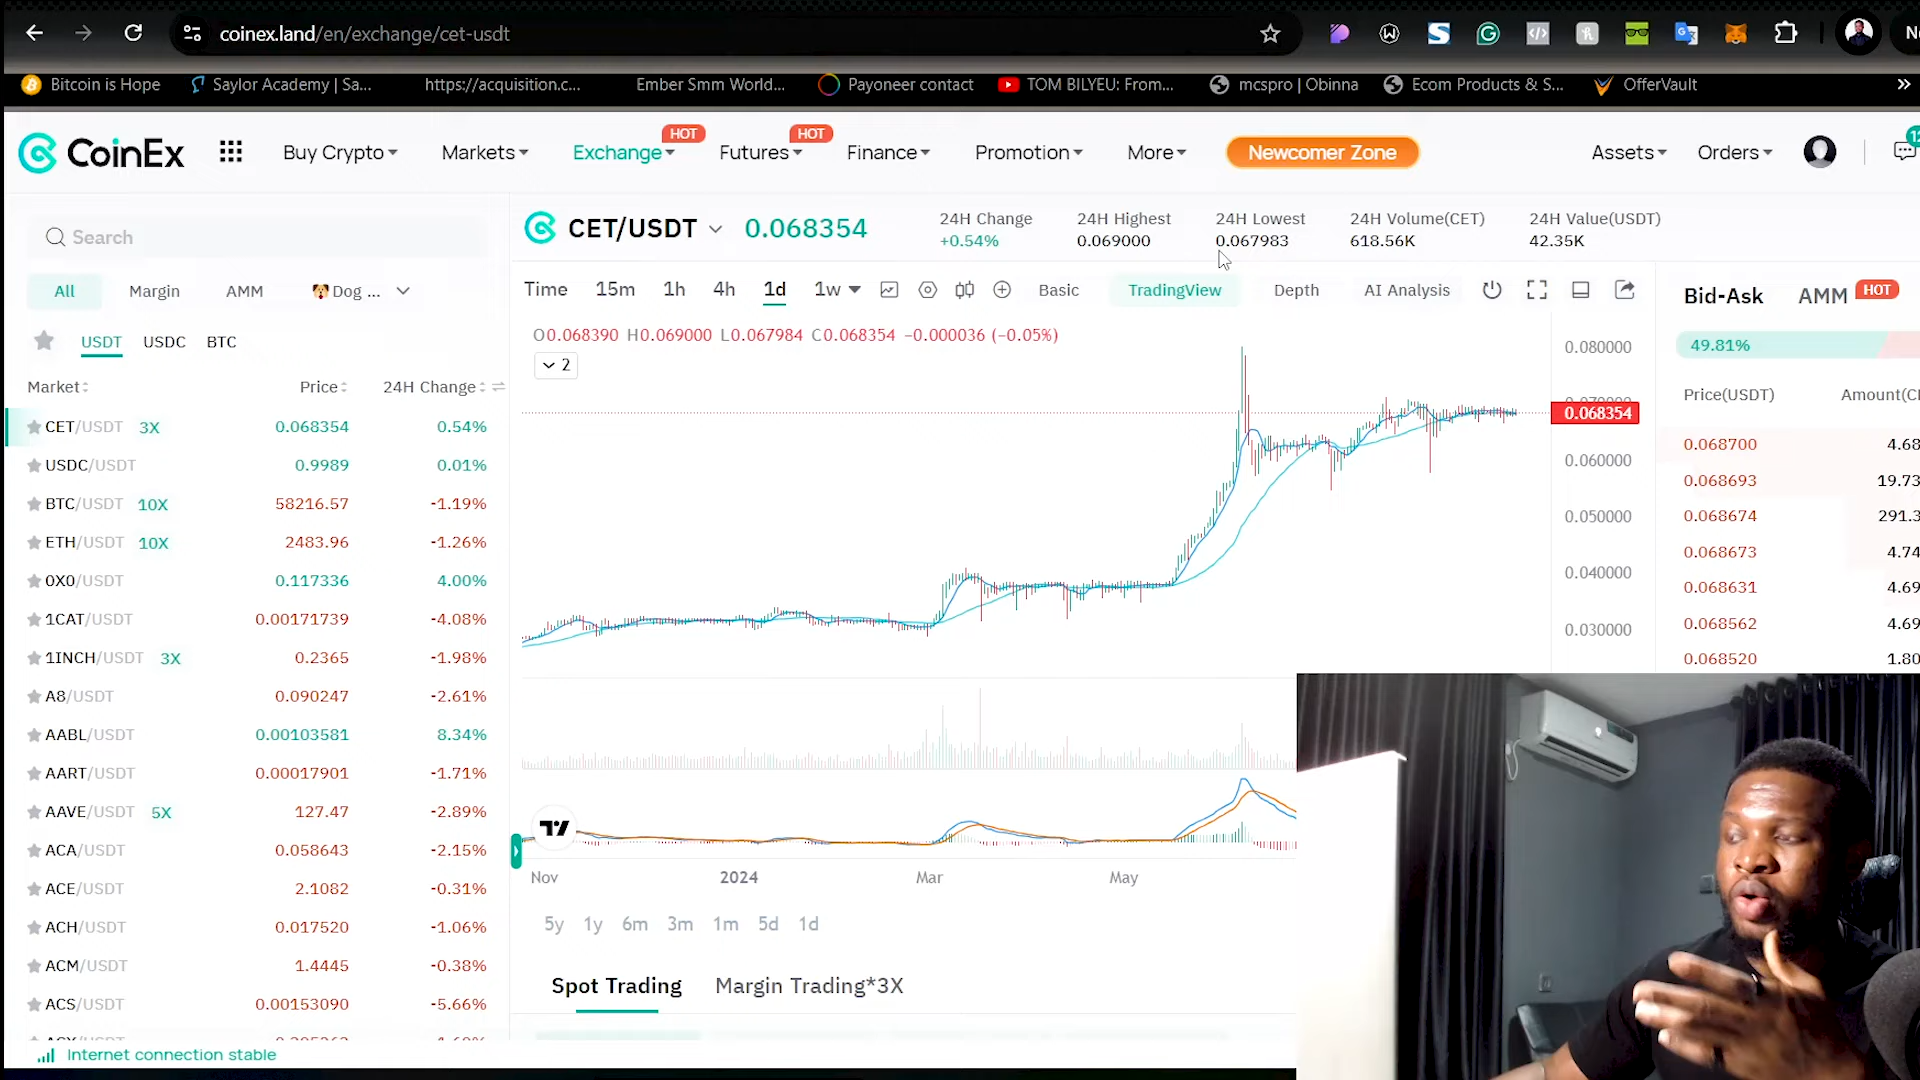 coinex.land/en/exchange/cet-usdt
Bitcoin is Hope Saylor Academy | Sa... https://acquisition.c... Ember Smm World... Payoneer contact TOM BILYEU: From... mcspro | Obinna Ecom Products & S... OfferVault »
CoinEx Buy Crypto Markets Exchange HOT Futures HOT Finance Promotion More Newcomer Zone Assets Orders
Search
All Margin AMM Dog ...
USDT USDC BTC
Market Price 24H Change
CET/USDT 3X 0.068354 0.54%
USDC/USDT 0.9989 0.01%
BTC/USDT 10X 58216.57 -1.19%
ETH/USDT 10X 2483.96 -1.26%
0X0/USDT 0.117336 4.00%
1CAT/USDT 0.00171739 -4.08%
1INCH/USDT 3X 0.2365 -1.98%
A8/USDT 0.090247 -2.61%
AABL/USDT 0.00103581 8.34%
AART/USDT 0.00017901 -1.71%
AAVE/USDT 5X 127.47 -2.89%
ACA/USDT 0.058643 -2.15%
ACE/USDT 2.1082 -0.31%
ACH/USDT 0.017520 -1.06%
ACM/USDT 1.4445 -0.38%
ACS/USDT 0.00153090 -5.66%
Internet connection stable
CET/USDT 0.068354
24H Change 24H Highest 24H Lowest 24H Volume(CET) 24H Value(USDT)
+0.54% 0.069000 0.067983 618.56K 42.35K
Time 15m 1h 4h 1d 1w Basic TradingView Depth AI Analysis
O0.068390 H0.069000 L0.067984 C0.068354 −0.000036 (−0.05%)
2
0.080000
0.068354
0.060000
0.050000
0.040000
0.030000
Nov 2024 Mar May
5y 1y 6m 3m 1m 5d 1d
Spot Trading Margin Trading*3X
Bid-Ask AMM HOT
49.81%
Price(USDT)
0.068700 4.68
0.068693 19.73
0.068674 291.3
0.068673 4.74
0.068631 4.69
0.068562 4.69
0.068520 1.80